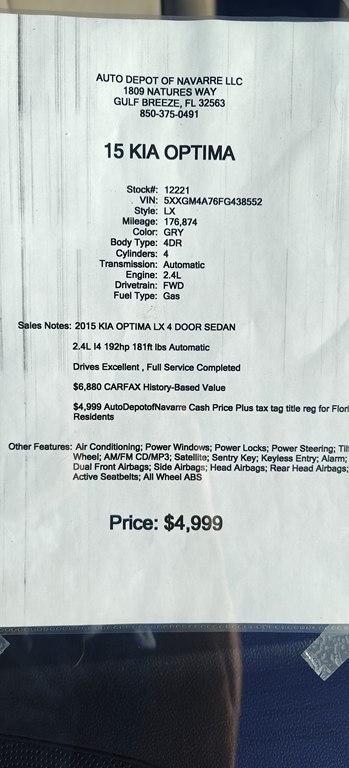 AUTO DEPOT OF NAVARRE LLC
1809 NATURES WAY
GULF BREEZE, FL 32563
850-375-0491
15 KIA OPTIMA
Stock#: 12221
VIN: 5XXGM4A76FG438552
Style: LX
Mileage: 176,874
Color: GRY
Body Type: 4DR
Cylinders: 4
Transmission: Automatic
Engine: 2.4L
Drivetrain: FWD
Fuel Type: Gas
Sales Notes: 2015 KIA OPTIMA LX 4 DOOR SEDAN
2.4L I4 192hp 181ft lbs Automatic
Drives Excellent , Full Service Completed
$6,880 CARFAX History-Based Value
$4,999 AutoDepotofNavarre Cash Price Plus tax tag title reg for Flori
Residents
Other Features: Air Conditioning; Power Windows; Power Locks; Power Steering; Tilt
Wheel; AM/FM CD/MP3; Satellite; Sentry Key; Keyless Entry; Alarm;
Dual Front Airbags; Side Airbags; Head Airbags; Rear Head Airbags;
Active Seatbelts; All Wheel ABS
Price: $4,999